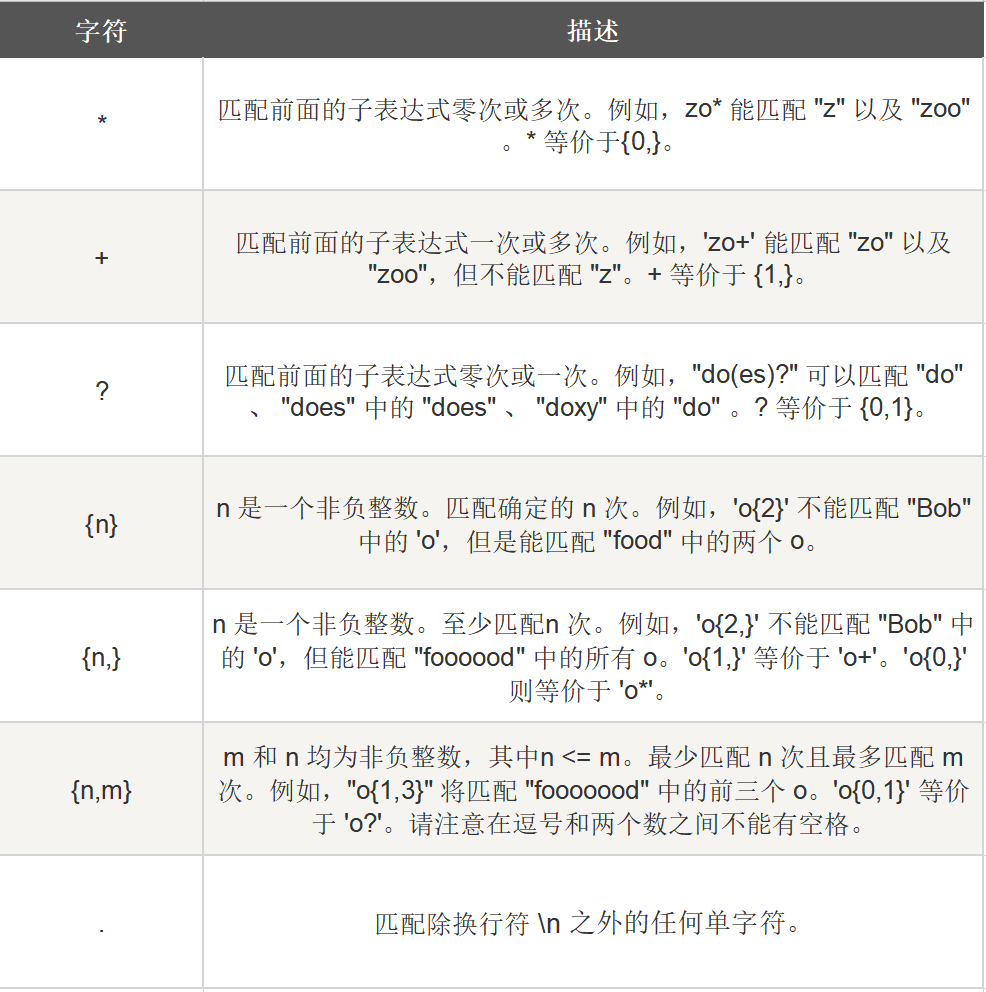 字符 描述
*
匹配前面的子表达式零次或多次。例如，zo* 能匹配 "z" 以及 "zoo"
。* 等价于{0,}。
+
匹配前面的子表达式一次或多次。例如，'zo+' 能匹配 "zo" 以及
"zoo"，但不能匹配 "z"。+ 等价于 {1,}。
?
匹配前面的子表达式零次或一次。例如，"do(es)?" 可以匹配 "do"
、 "does" 中的 "does" 、 "doxy" 中的 "do" 。? 等价于 {0,1}。
{n}
n 是一个非负整数。匹配确定的 n 次。例如，'o{2}' 不能匹配 "Bob"
中的 'o'，但是能匹配 "food" 中的两个 o。
{n,}
n 是一个非负整数。至少匹配n 次。例如，'o{2,}' 不能匹配 "Bob" 中
的 'o'，但能匹配 "foooood" 中的所有 o。'o{1,}' 等价于 'o+'。'o{0,}'
则等价于 'o*'。
{n,m}
m 和 n 均为非负整数，其中n <= m。最少匹配 n 次且最多匹配 m
次。例如，"o{1,3}" 将匹配 "fooooood" 中的前三个 o。'o{0,1}' 等价
于 'o?'。请注意在逗号和两个数之间不能有空格。
.
匹配除换行符 \n 之外的任何单字符。